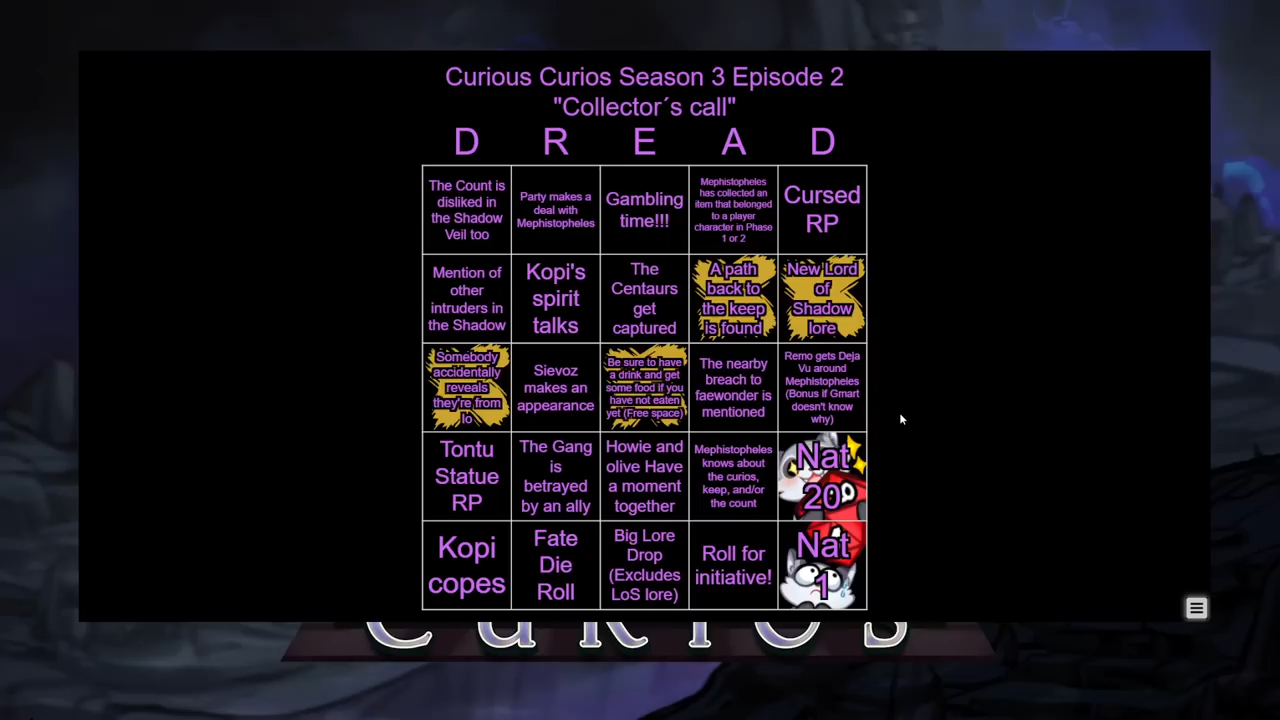 Curious Curios Season 3 Episode 2
"Collector´s call"
D R E A D
The Count is
disliked in
the Shadow
Veil too
Party makes a
deal with
Mephistopheles
Gambling
time!!!
Mephistopheles
has collected an
item that belonged
to a player
character in Phase
1 or 2
Cursed
RP
Mention of
other
intruders in
the Shadow
Kopi's
spirit
talks
The
Centaurs
get
captured
A path
back to
the keep
is found
New Lord
of
Shadow
lore
Somebody
accidentally
reveals
they're from
Io
Sievoz
makes an
appearance
Be sure to have
a drink and get
some food if you
have not eaten
yet (Free space)
The nearby
breach to
faewonder is
mentioned
Remo gets Deja
Vu around
Mephistopheles
(Bonus if Gmart
doesn't know
why)
Tontu
Statue
RP
The Gang
is
betrayed
by an ally
Howie and
olive Have
a moment
together
Mephistopheles
knows about
the curios,
keep, and/or
the count
Nat
20
Kopi
copes
Fate
Die
Roll
Big Lore
Drop
(Excludes
LoS lore)
Roll for
initiative!
Nat
1
Curios